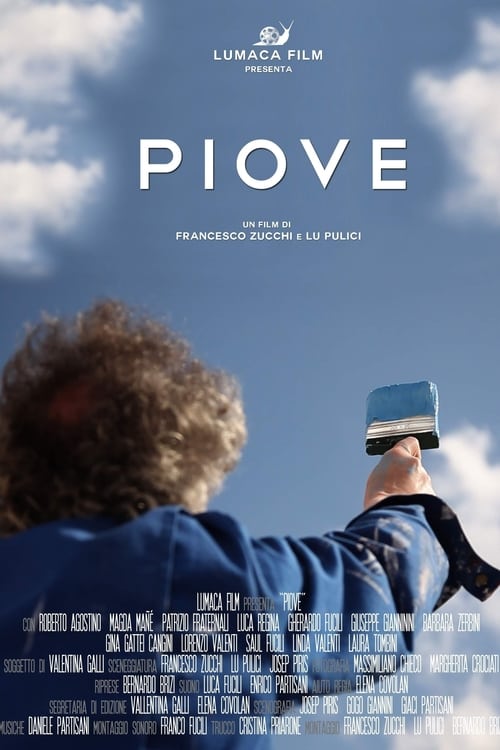 LUMACA FILM
PRESENTA
PIOVE
UN FILM DI
FRANCESCO ZUCCHI E LU PULICI
LUMACA FILM PRESENTA "PIOVE"
CON ROBERTO AGOSTINO MAGDA MAÑÉ PATRIZIO FRATERNALI LUCA REGINA GHERARDO FUCILI GIUSEPPE GIANNINI BARBARA ZERBINI
GINA GATTEI CANGINI LORENZO VALENTI SAUL FUCILI LINDA VALENTI LAURA TOMBINI
SOGGETTO DI VALENTINA GALLI SCENEGGIATURA FRANCESCO ZUCCHI LU PULICI JOSEP PIRIS MASSIMILIANO CHIECO MARGHERITA CROCIATI
RIPRESE BERNARDO BRIZI SUONO LUCA FUCILI ENRICO PARTISANI AIUTO REGIA ELENA COVOLAN
SEGRETARIA DI EDIZIONE VALLENTINA GALLI ELENA COVOLAN SCENOGRAFIA JOSEP PIRIS GOGO GIANNINI GIACI PARTISANI
MUSICHE DANIELE PARTISANI MONTAGGIO SONORO FRANCO FUCILI TRUCCO CRISTINA PRIARONE MONTAGGIO FRANCESCO ZUCCHI LU PULICI